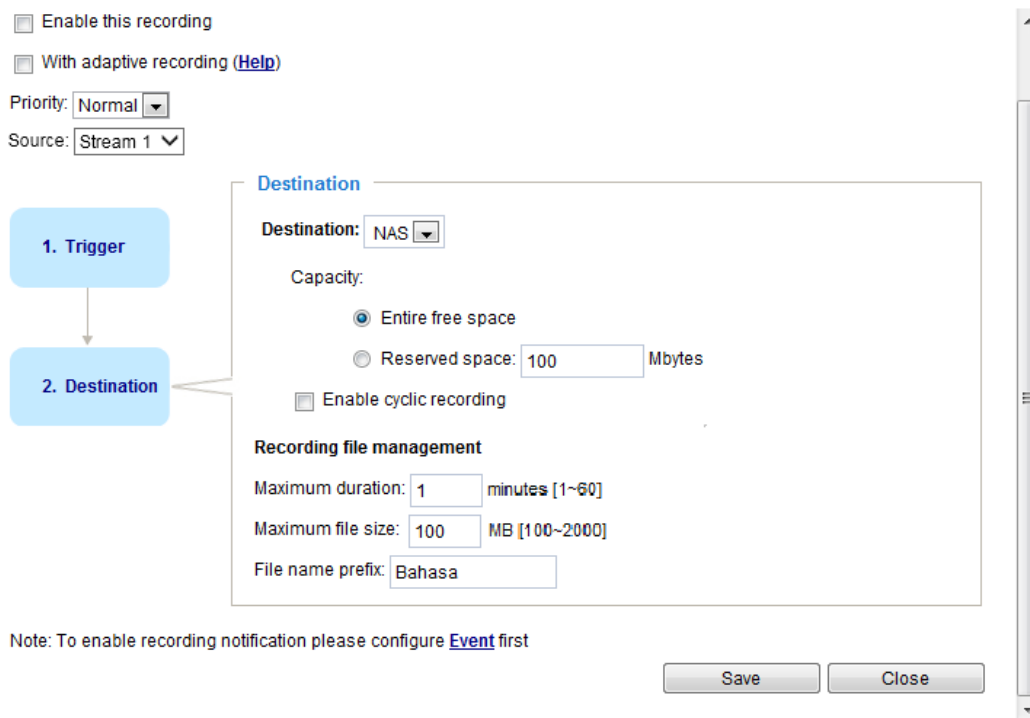 Enable this recording
With adaptive recording (Help)
Priority: Normal
Source: Stream 1
Destination
1. Trigger
2. Destination
Destination: NAS
Capacity:
Entire free space
Reserved space: 100 Mbytes
Enable cyclic recording
Recording file management
Maximum duration: 1 minutes [1~60]
Maximum file size: 100 MB [100~2000]
File name prefix: Bahasa
Note: To enable recording notification please configure Event first
Save Close